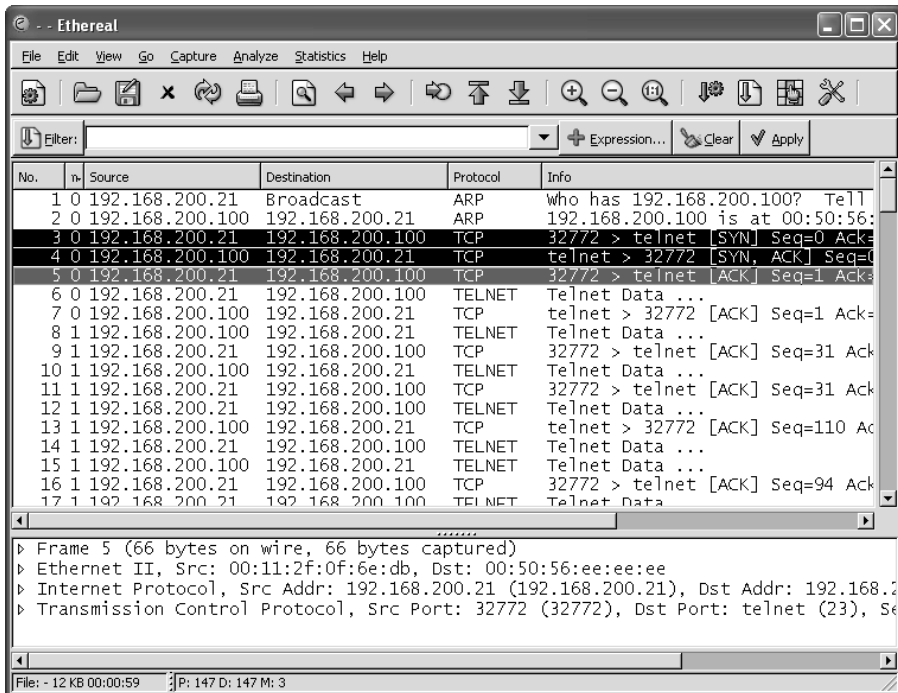 - - Ethereal
File Edit View Go Capture Analyze Statistics Help
Filter: Expression... Clear Apply
No. Source Destination Protocol Info
1 0 192.168.200.21 Broadcast ARP Who has 192.168.200.100? Tell
2 0 192.168.200.100 192.168.200.21 ARP 192.168.200.100 is at 00:50:56:
3 0 192.168.200.21 192.168.200.100 TCP 32772 > telnet [SYN] Seq=0 Ack=
4 0 192.168.200.100 192.168.200.21 TCP telnet > 32772 [SYN, ACK] Seq=0
5 0 192.168.200.21 192.168.200.100 TCP 32772 > telnet [ACK] Seq=1 Ack=
6 0 192.168.200.21 192.168.200.100 TELNET Telnet Data ...
7 0 192.168.200.100 192.168.200.21 TCP telnet > 32772 [ACK] Seq=1 Ack=
8 1 192.168.200.100 192.168.200.21 TELNET Telnet Data ...
9 1 192.168.200.21 192.168.200.100 TCP 32772 > telnet [ACK] Seq=31 Ack
10 1 192.168.200.100 192.168.200.21 TELNET Telnet Data ...
11 1 192.168.200.21 192.168.200.100 TCP 32772 > telnet [ACK] Seq=31 Ack
12 1 192.168.200.21 192.168.200.100 TELNET Telnet Data ...
13 1 192.168.200.100 192.168.200.21 TCP telnet > 32772 [ACK] Seq=110 Ac
14 1 192.168.200.21 192.168.200.100 TELNET Telnet Data ...
15 1 192.168.200.100 192.168.200.21 TELNET Telnet Data ...
16 1 192.168.200.21 192.168.200.100 TCP 32772 > telnet [ACK] Seq=94 Ack
17 1 192.168.200.21 192.168.200.100 TELNET Telnet Data
Frame 5 (66 bytes on wire, 66 bytes captured)
Ethernet II, Src: 00:11:2f:0f:6e:db, Dst: 00:50:56:ee:ee:ee
Internet Protocol, Src Addr: 192.168.200.21 (192.168.200.21), Dst Addr: 192.168.2
Transmission Control Protocol, Src Port: 32772 (32772), Dst Port: telnet (23), Se
File: - 12 KB 00:00:59 P: 147 D: 147 M: 3